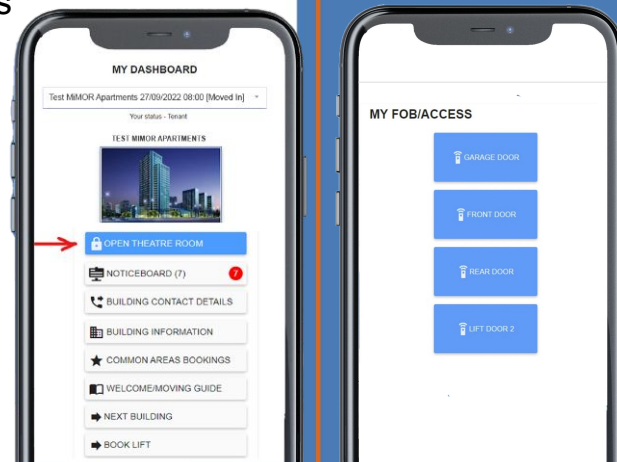 s
MY DASHBOARD
Test MiMOR Apartments 27/09/2022 08:00 [Moved In]
Your status - Tenant
TEST MIMOR APARTMENTS
OPEN THEATRE ROOM
NOTICEBOARD (7) 7
BUILDING CONTACT DETAILS
BUILDING INFORMATION
COMMON AREAS BOOKINGS
WELCOME/MOVING GUIDE
NEXT BUILDING
BOOK LIFT
MY FOB/ACCESS
GARAGE DOOR
FRONT DOOR
REAR DOOR
LIFT DOOR 2